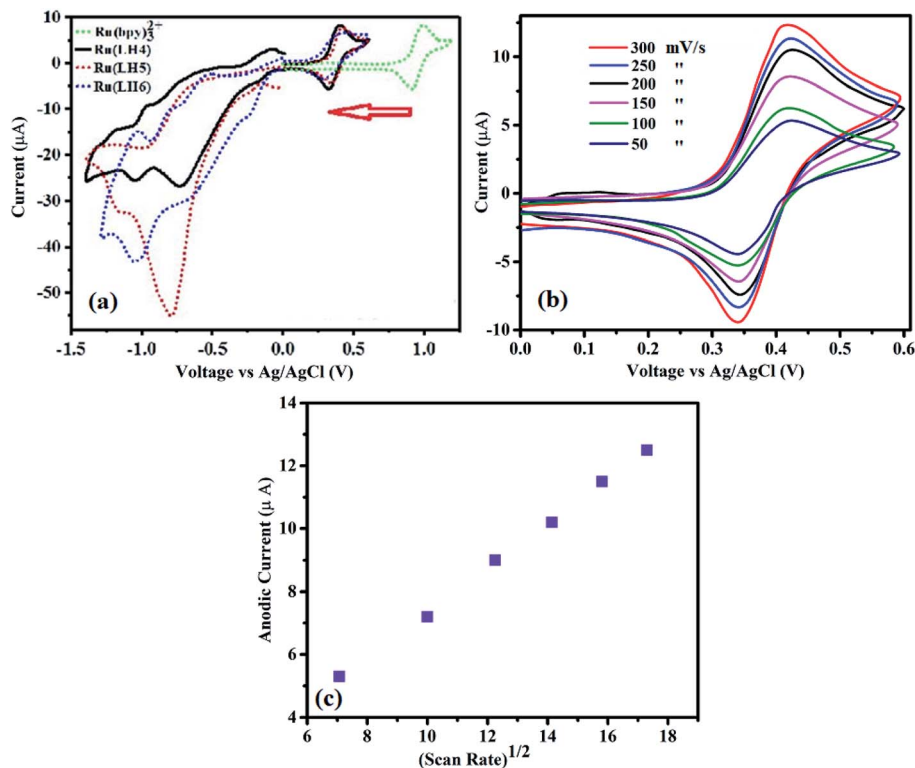 10
0
-10
-20
-30
-40
-50
Current (μA)
Ru(bpy)₃²⁺
Ru(LH4)
Ru(LH5)
Ru(LH6)
(a)
-1.5 -1.0 -0.5 0.0 0.5 1.0
Voltage vs Ag/AgCl (V)
10
5
0
-5
-10
Current (μA)
300 mV/s
250 "
200 "
150 "
100 "
50 "
(b)
0.0 0.1 0.2 0.3 0.4 0.5 0.6
Voltage vs Ag/AgCl (V)
14
12
10
8
6
4
Anodic Current (μ A)
(c)
6 8 10 12 14 16 18
(Scan Rate)^1/2